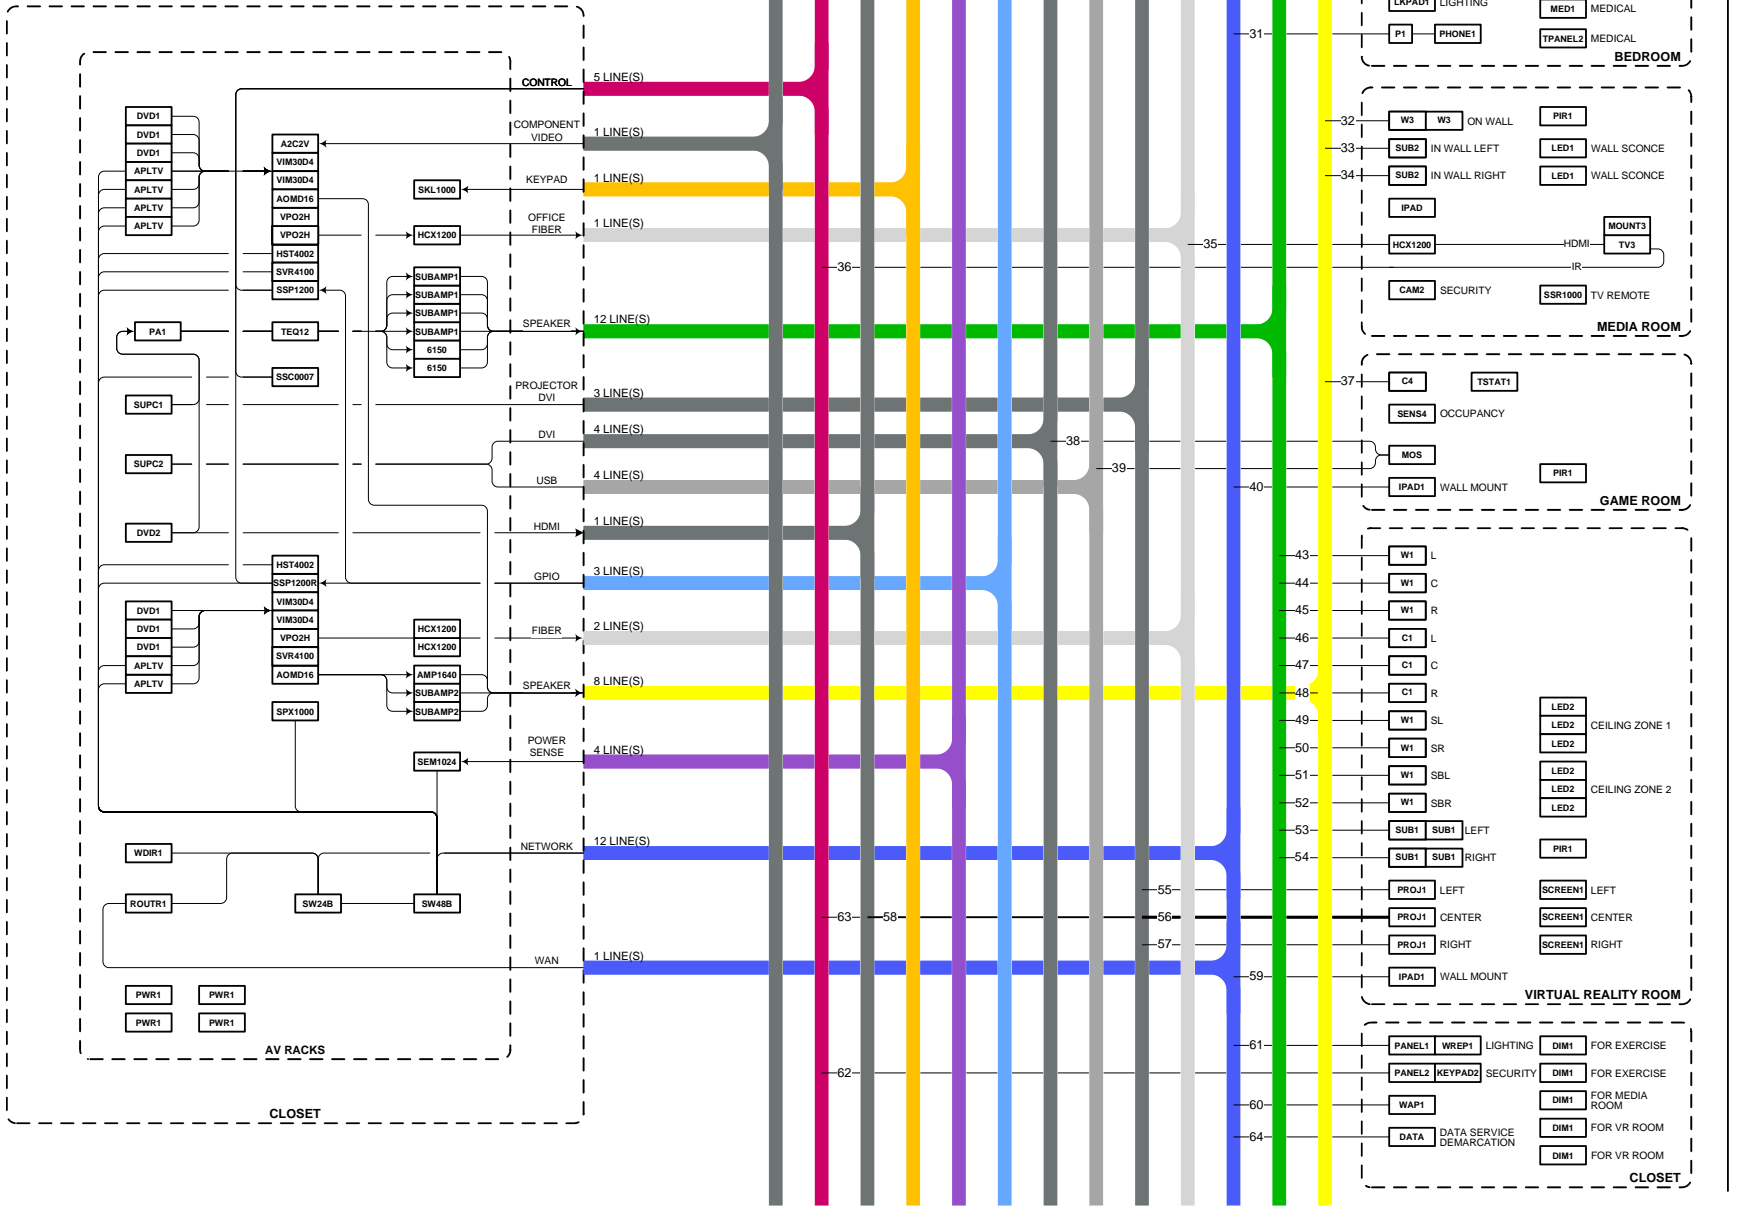 CONTROL
5 LINE(S)
DVD1
DVD1
DVD1
APLTV
APLTV
APLTV
APLTV
A2C2V
VIM30D4
VIM30D4
AOMD16
VPO2H
VPO2H
HST4002
SVR4100
SSP1200
COMPONENT
VIDEO
1 LINE(S)
SKL1000
KEYPAD
1 LINE(S)
HCX1200
OFFICE
FIBER
1 LINE(S)
SUBAMP1
SUBAMP1
SUBAMP1
SUBAMP1
6150
6150
PA1
TEQ12
SPEAKER
12 LINE(S)
SSC0007
SUPC1
PROJECTOR
DVI
3 LINE(S)
DVI
4 LINE(S)
SUPC2
USB
4 LINE(S)
DVD2
HDMI
1 LINE(S)
HST4002
SSP1200R
VIM30D4
VIM30D4
VPO2H
SVR4100
AOMD16
GPIO
3 LINE(S)
DVD1
DVD1
DVD1
APLTV
APLTV
HCX1200
HCX1200
FIBER
2 LINE(S)
AMP1640
SUBAMP2
SUBAMP2
SPEAKER
8 LINE(S)
SPX1000
SEM1024
POWER
SENSE
4 LINE(S)
WDIR1
NETWORK
12 LINE(S)
ROUTR1
SW24B
SW48B
WAN
1 LINE(S)
PWR1
PWR1
PWR1
PWR1
AV RACKS
CLOSET
LKPAD1 LIGHTING
MED1 MEDICAL
31
P1
PHONE1
TPANEL2 MEDICAL
BEDROOM
32
W3 W3 ON WALL
PIR1
33
SUB2 IN WALL LEFT
LED1 WALL SCONCE
34
SUB2 IN WALL RIGHT
LED1 WALL SCONCE
IPAD
MOUNT3
35
HCX1200
HDMI
TV3
36
IR
CAM2 SECURITY
SSR1000 TV REMOTE
MEDIA ROOM
37
C4
TSTAT1
SENS4 OCCUPANCY
38
MOS
39
PIR1
40
IPAD1 WALL MOUNT
GAME ROOM
43
W1 L
44
W1 C
45
W1 R
46
C1 L
47
C1 C
48
C1 R
49
W1 SL
50
W1 SR
51
W1 SBL
52
W1 SBR
LED2
LED2
LED2
CEILING ZONE 1
LED2
LED2
LED2
CEILING ZONE 2
53
SUB1 SUB1 LEFT
54
SUB1 SUB1 RIGHT
PIR1
55
PROJ1 LEFT
SCREEN1 LEFT
63
58
56
PROJ1 CENTER
SCREEN1 CENTER
57
PROJ1 RIGHT
SCREEN1 RIGHT
59
IPAD1 WALL MOUNT
VIRTUAL REALITY ROOM
61
PANEL1 WREP1 LIGHTING
DIM1 FOR EXERCISE
62
PANEL2 KEYPAD2 SECURITY
DIM1 FOR EXERCISE
60
WAP1
DIM1
FOR MEDIA
ROOM
64
DATA
DATA SERVICE
DEMARCATION
DIM1 FOR VR ROOM
DIM1 FOR VR ROOM
CLOSET